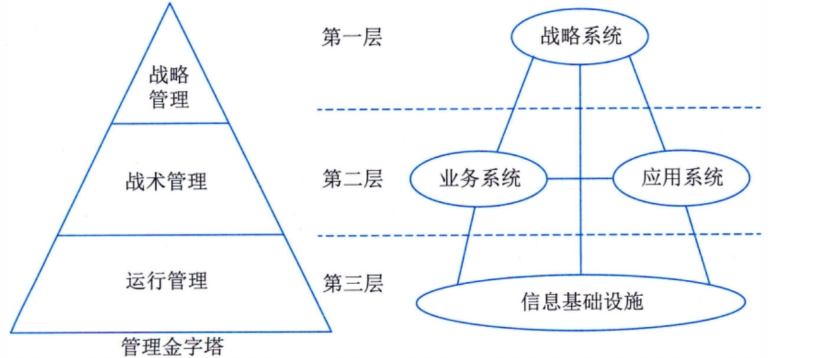 战略
管理
战术管理
运行管理
管理金字塔
第一层
战略系统
第二层
业务系统
应用系统
第三层
信息基础设施